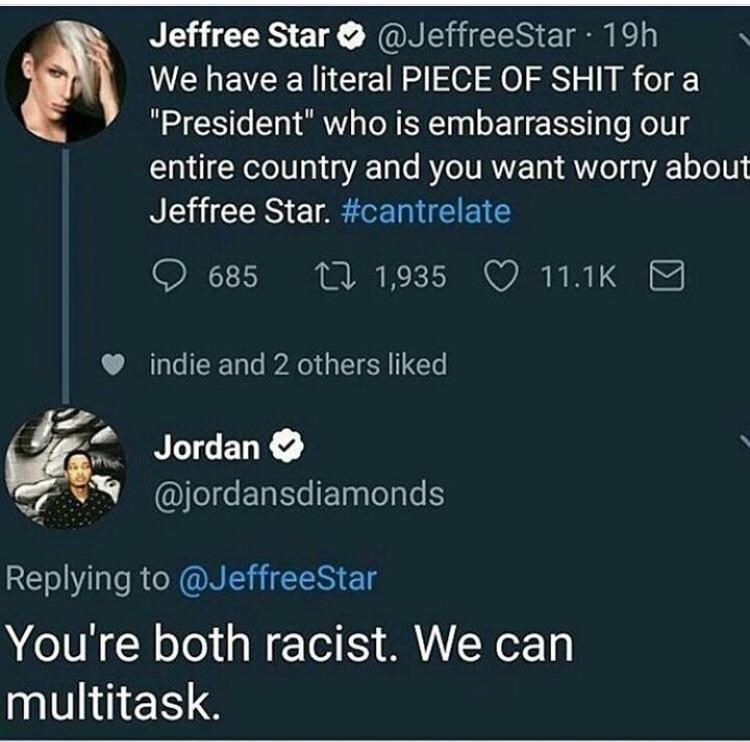 Jeffree Star @JeffreeStar · 19h
We have a literal PIECE OF SHIT for a
"President" who is embarrassing our
entire country and you want worry about
Jeffree Star. #cantrelate
685 1,935 11.1K
indie and 2 others liked
Jordan
@jordansdiamonds
Replying to @JeffreeStar
You're both racist. We can
multitask.